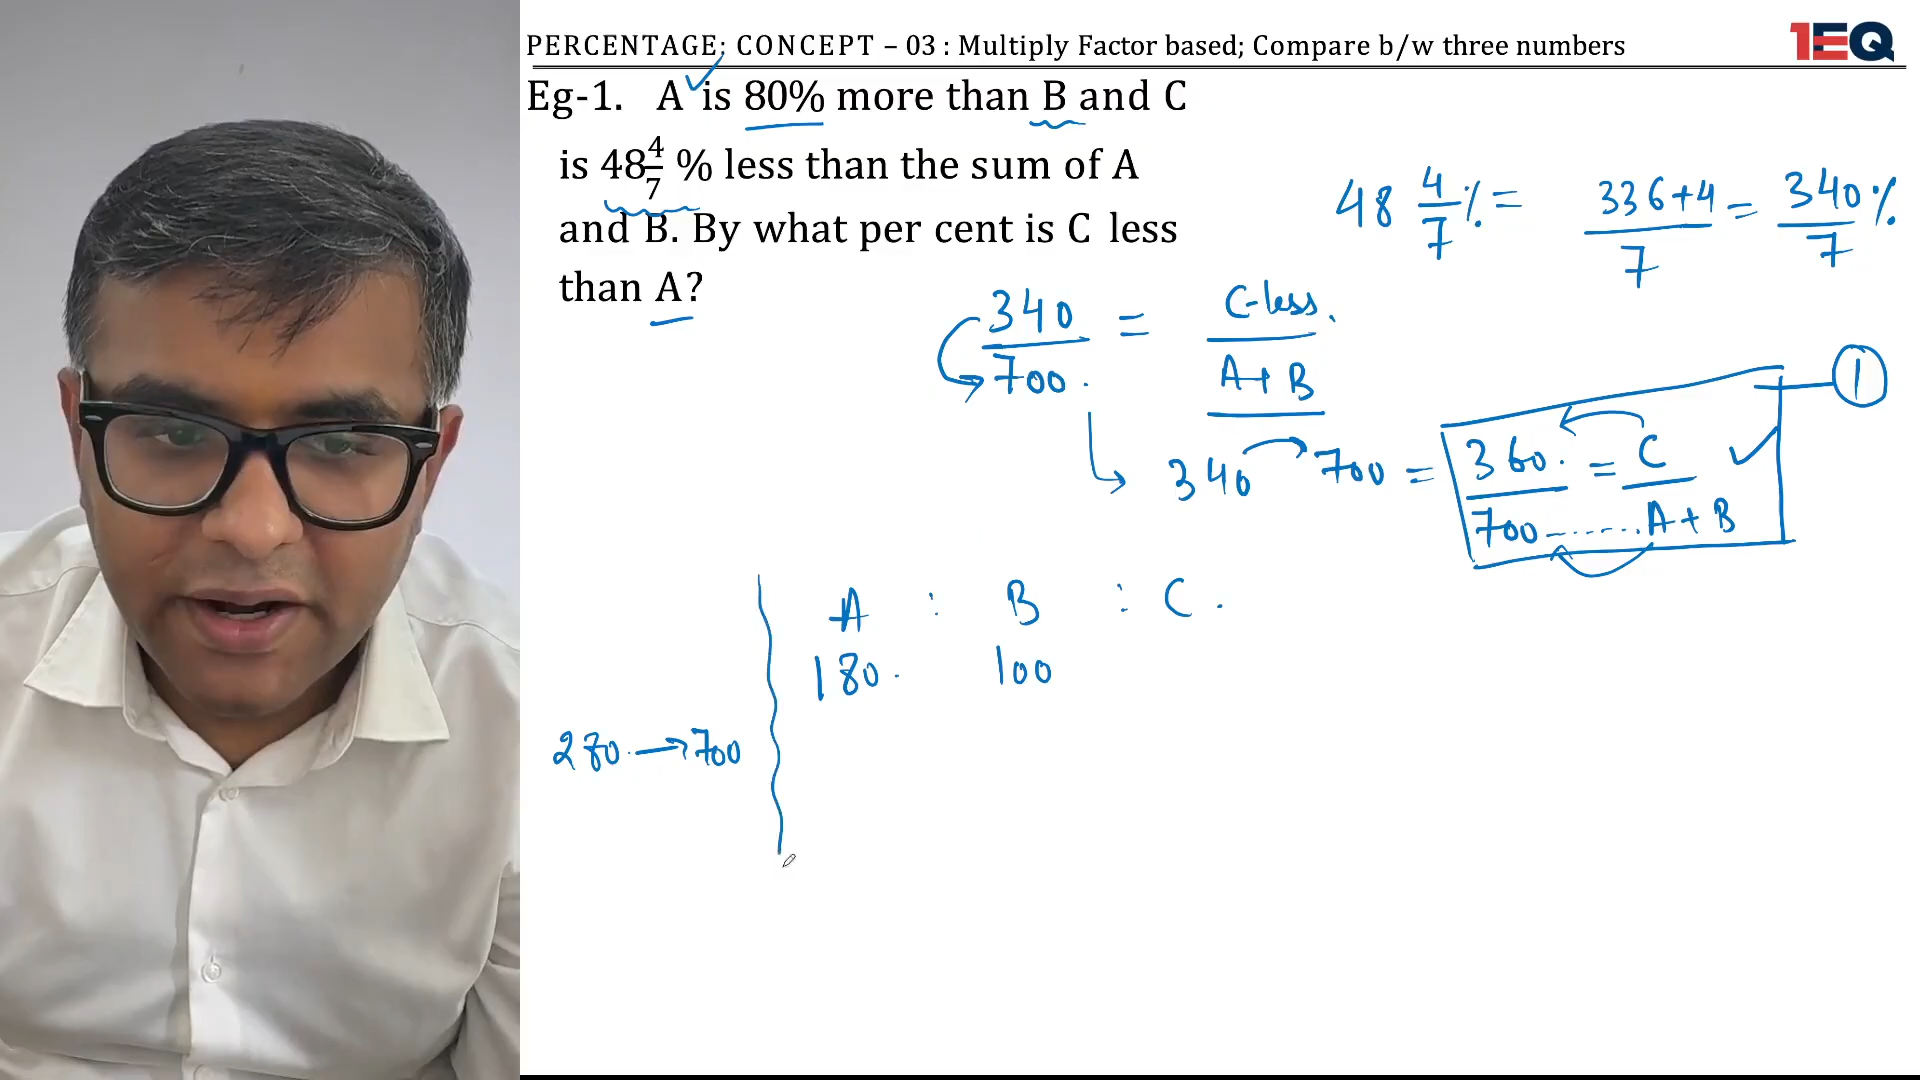 PERCENTAGE; CONCEPT – 03 : Multiply Factor based; Compare b/w three numbers
1EQ
Eg-1. A is 80% more than B and C
is 48 4/7 % less than the sum of A
and B. By what per cent is C less
than A?
48 4/7 % = (336+4)/7 = 340/7 %
340/700 = C-less/(A+B)
340 700 = 360/700 = C/(A+B)
1
A : B : C
180 100
280 → 700